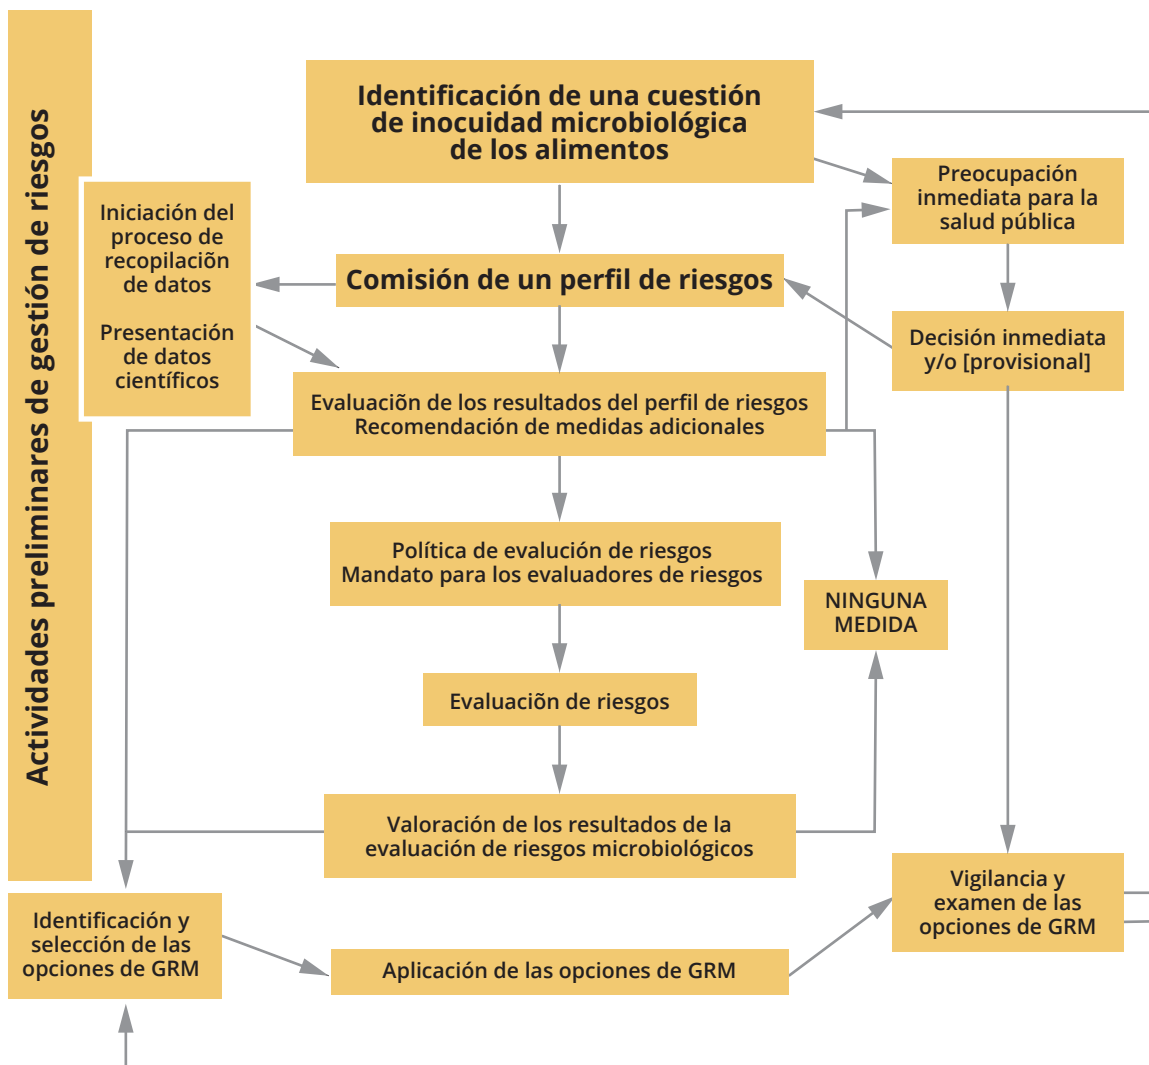 Actividades preliminares de gestión de riesgos
Identificación de una cuestión
de inocuidad microbiológica
de los alimentos
Preocupación
inmediata para la
salud pública
Iniciación del
proceso de
recopilaciõn
de datos
Presentaciõn
de datos
científicos
Comisión de un perfil de riesgos
Decisión inmediata
y/o [provisional]
Evaluaciõn de los resultados del perfil de riesgos
Recomendación de medidas adicionales
Política de evalución de riesgos
Mandato para los evaluadores de riesgos
NINGUNA
MEDIDA
Evaluaciõn de riesgos
Valoración de los resultados de la
evaluación de riesgos microbiológicos
Vigilancia y
examen de las
opciones de GRM
Identificación y
selección de las
opciones de GRM
Aplicación de las opciones de GRM